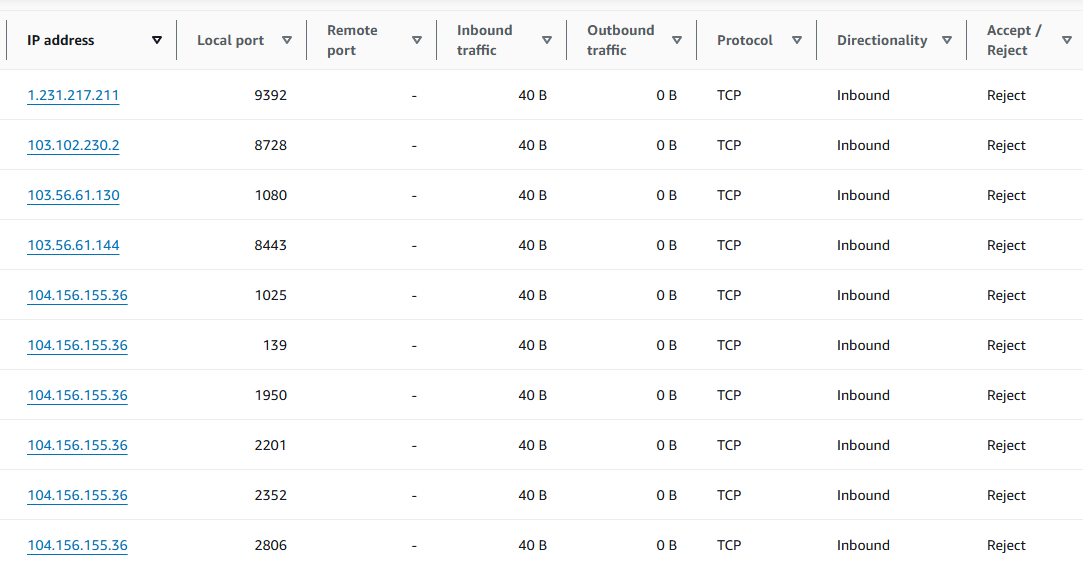 IP address Local port Remote port Inbound traffic Outbound traffic Protocol Directionality Accept / Reject
1.231.217.211 9392 - 40 B 0 B TCP Inbound Reject
103.102.230.2 8728 - 40 B 0 B TCP Inbound Reject
103.56.61.130 1080 - 40 B 0 B TCP Inbound Reject
103.56.61.144 8443 - 40 B 0 B TCP Inbound Reject
104.156.155.36 1025 - 40 B 0 B TCP Inbound Reject
104.156.155.36 139 - 40 B 0 B TCP Inbound Reject
104.156.155.36 1950 - 40 B 0 B TCP Inbound Reject
104.156.155.36 2201 - 40 B 0 B TCP Inbound Reject
104.156.155.36 2352 - 40 B 0 B TCP Inbound Reject
104.156.155.36 2806 - 40 B 0 B TCP Inbound Reject